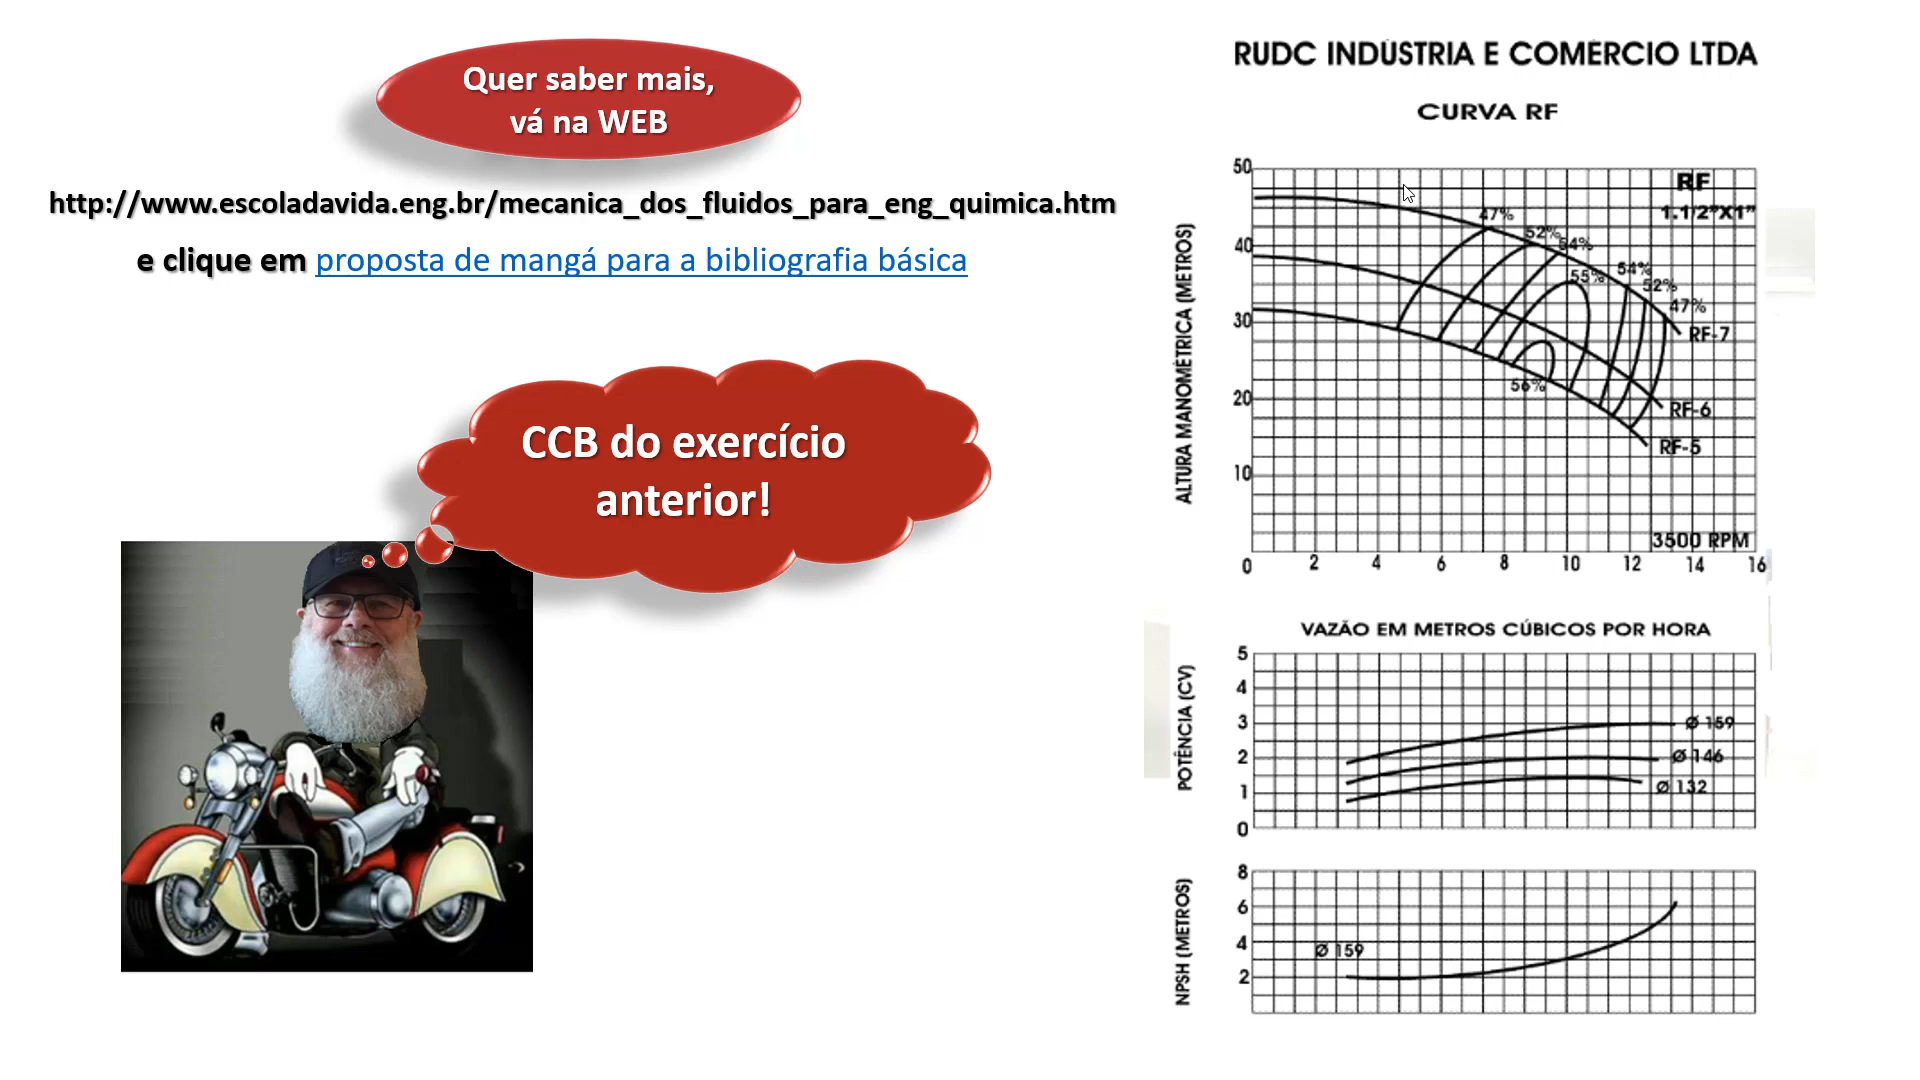 Quer saber mais,
vá na WEB
http://www.escoladavida.eng.br/mecanica_dos_fluidos_para_eng_quimica.htm
e clique em proposta de mangá para a bibliografia básica
CCB do exercício
anterior!
RUDC INDÚSTRIA E COMÉRCIO LTDA
CURVA RF
ALTURA MANOMÉTRICA (METROS)
50
40
30
20
10
0 2 4 6 8 10 12 14 16
RF
1.1/2"X1"
47%
52%
54%
55%
54%
52%
47%
56%
RF-7
RF-6
RF-5
3500 RPM
VAZÃO EM METROS CÚBICOS POR HORA
POTÊNCIA (CV)
5
4
3
2
1
0
Ø 159
Ø 146
Ø 132
NPSH (METROS)
8
6
4
2
Ø 159